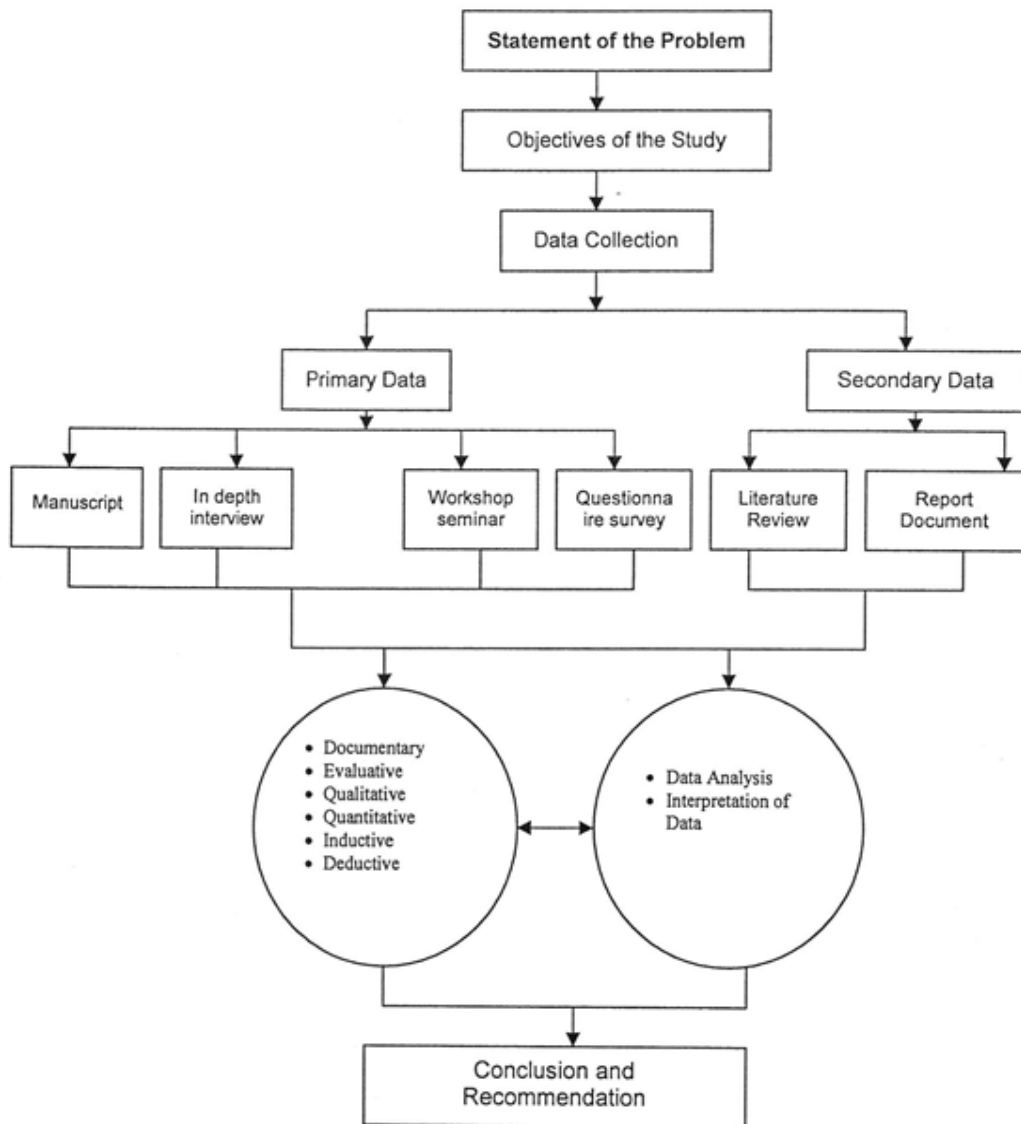 Statement of the Problem
Objectives of the Study
Data Collection
Primary Data
Secondary Data
Manuscript
In depth
interview
Workshop
seminar
Questionna
ire survey
Literature
Review
Report
Document
• Documentary
• Evaluative
• Qualitative
• Quantitative
• Inductive
• Deductive
• Data Analysis
• Interpretation of
Data
Conclusion and
Recommendation